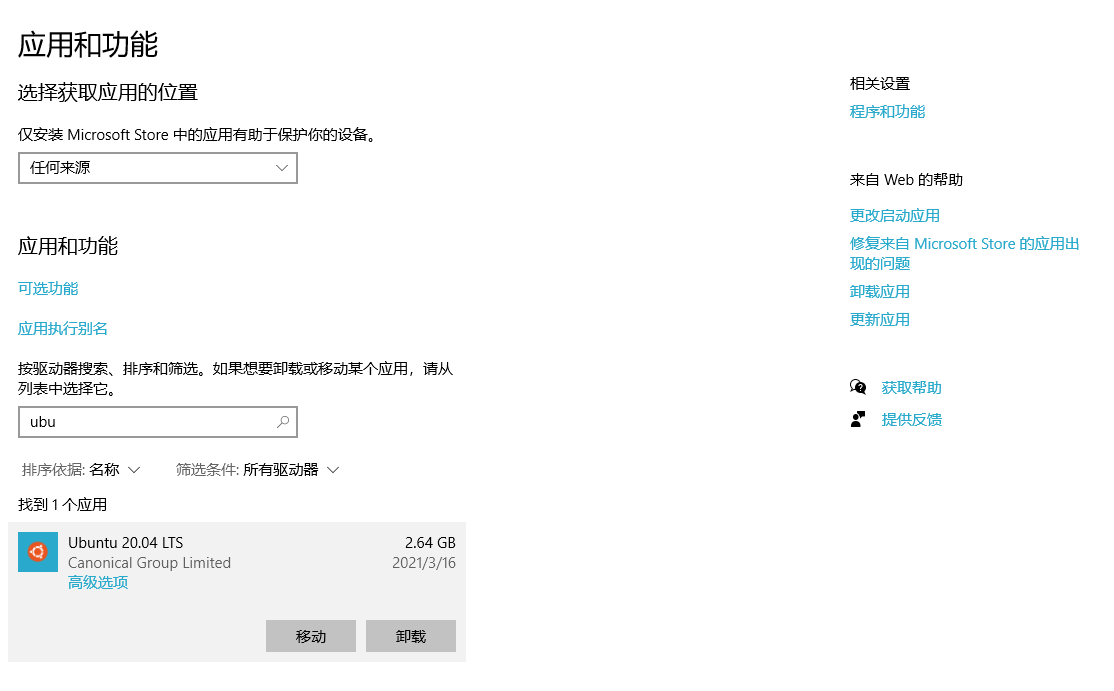 应用和功能
选择获取应用的位置
仅安装 Microsoft Store 中的应用有助于保护你的设备。
任何来源
应用和功能
可选功能
应用执行别名
按驱动器搜索、排序和筛选。如果想要卸载或移动某个应用，请从
列表中选择它。
ubu
排序依据: 名称 筛选条件: 所有驱动器
找到 1 个应用
Ubuntu 20.04 LTS 2.64 GB
Canonical Group Limited 2021/3/16
高级选项
移动 卸载
相关设置
程序和功能
来自 Web 的帮助
更改启动应用
修复来自 Microsoft Store 的应用出
现的问题
卸载应用
更新应用
获取帮助
提供反馈